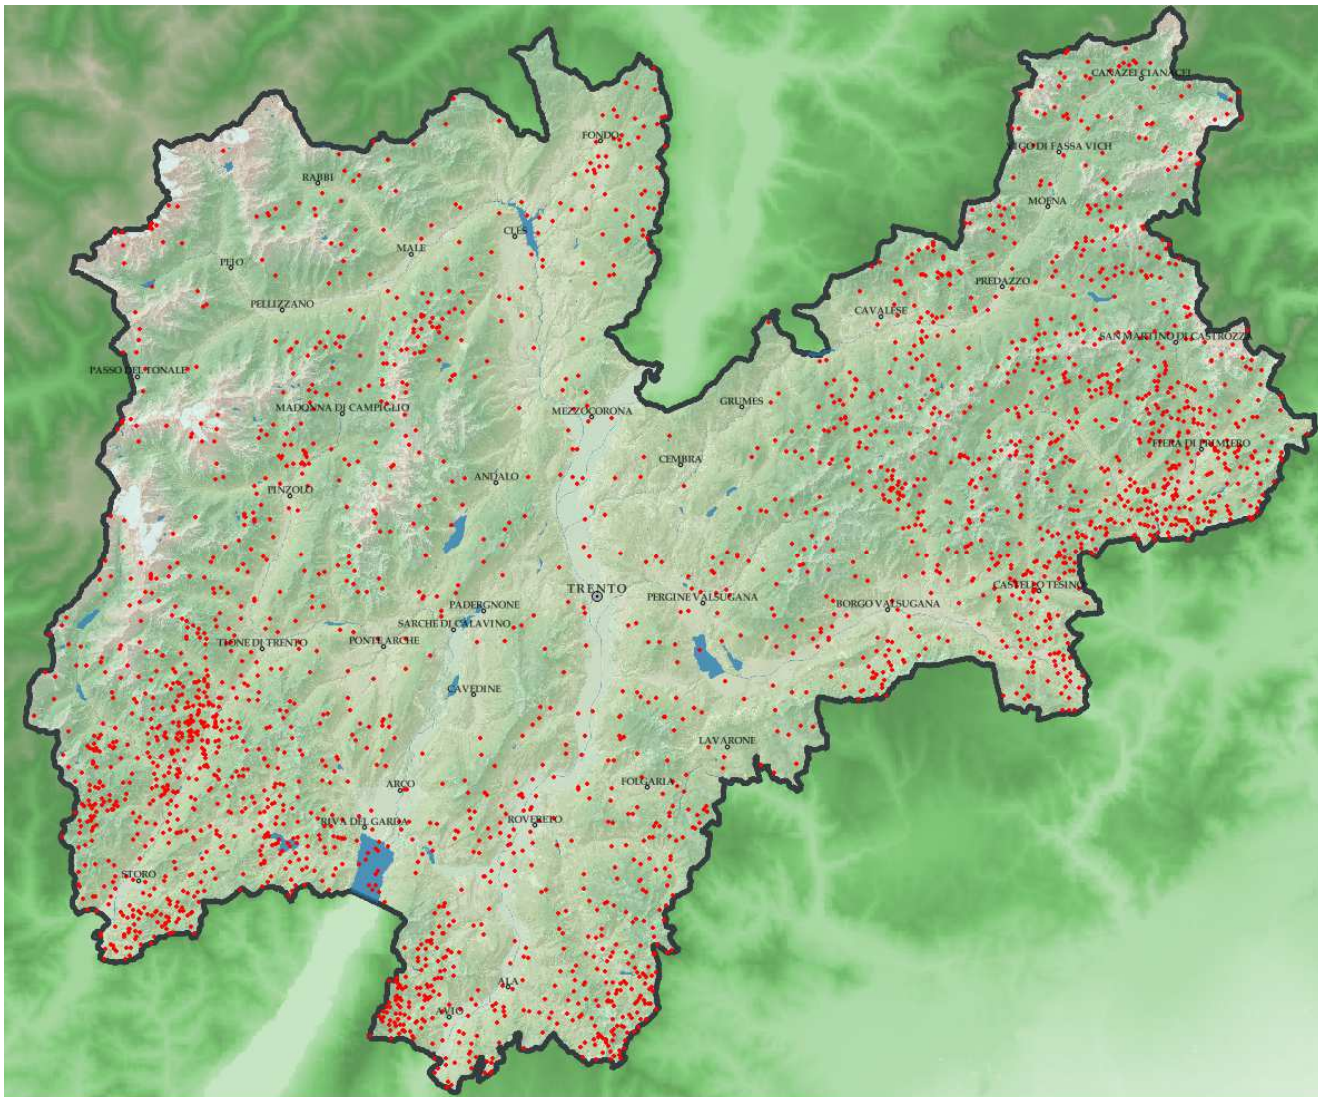 CANAZEI CIANACEI
FONDO
VIGO DI FASSA VICH
RABBI
MOENA
CLES
MALE
PEIO
PREDAZZO
PELLIZZANO
CAVALESE
SAN MARTINO DI CASTROZZA
PASSO DEL TONALE
GRUMES
MADONNA DI CAMPIGLIO
MEZZOCORONA
FIERA DI PRIMIERO
CEMBRA
ANDALO
PINZOLO
CASTELLO TESINO
TRENTO
PERGINE VALSUGANA
BORGO VALSUGANA
PADERGNONE
SARCHE DI CALAVINO
TIONE DI TRENTO
PONTE ARCHE
CAVEDINE
LAVARONE
FOLGARIA
ARCO
RIVA DEL GARDA
ROVERETO
STORO
ALA
AVIO